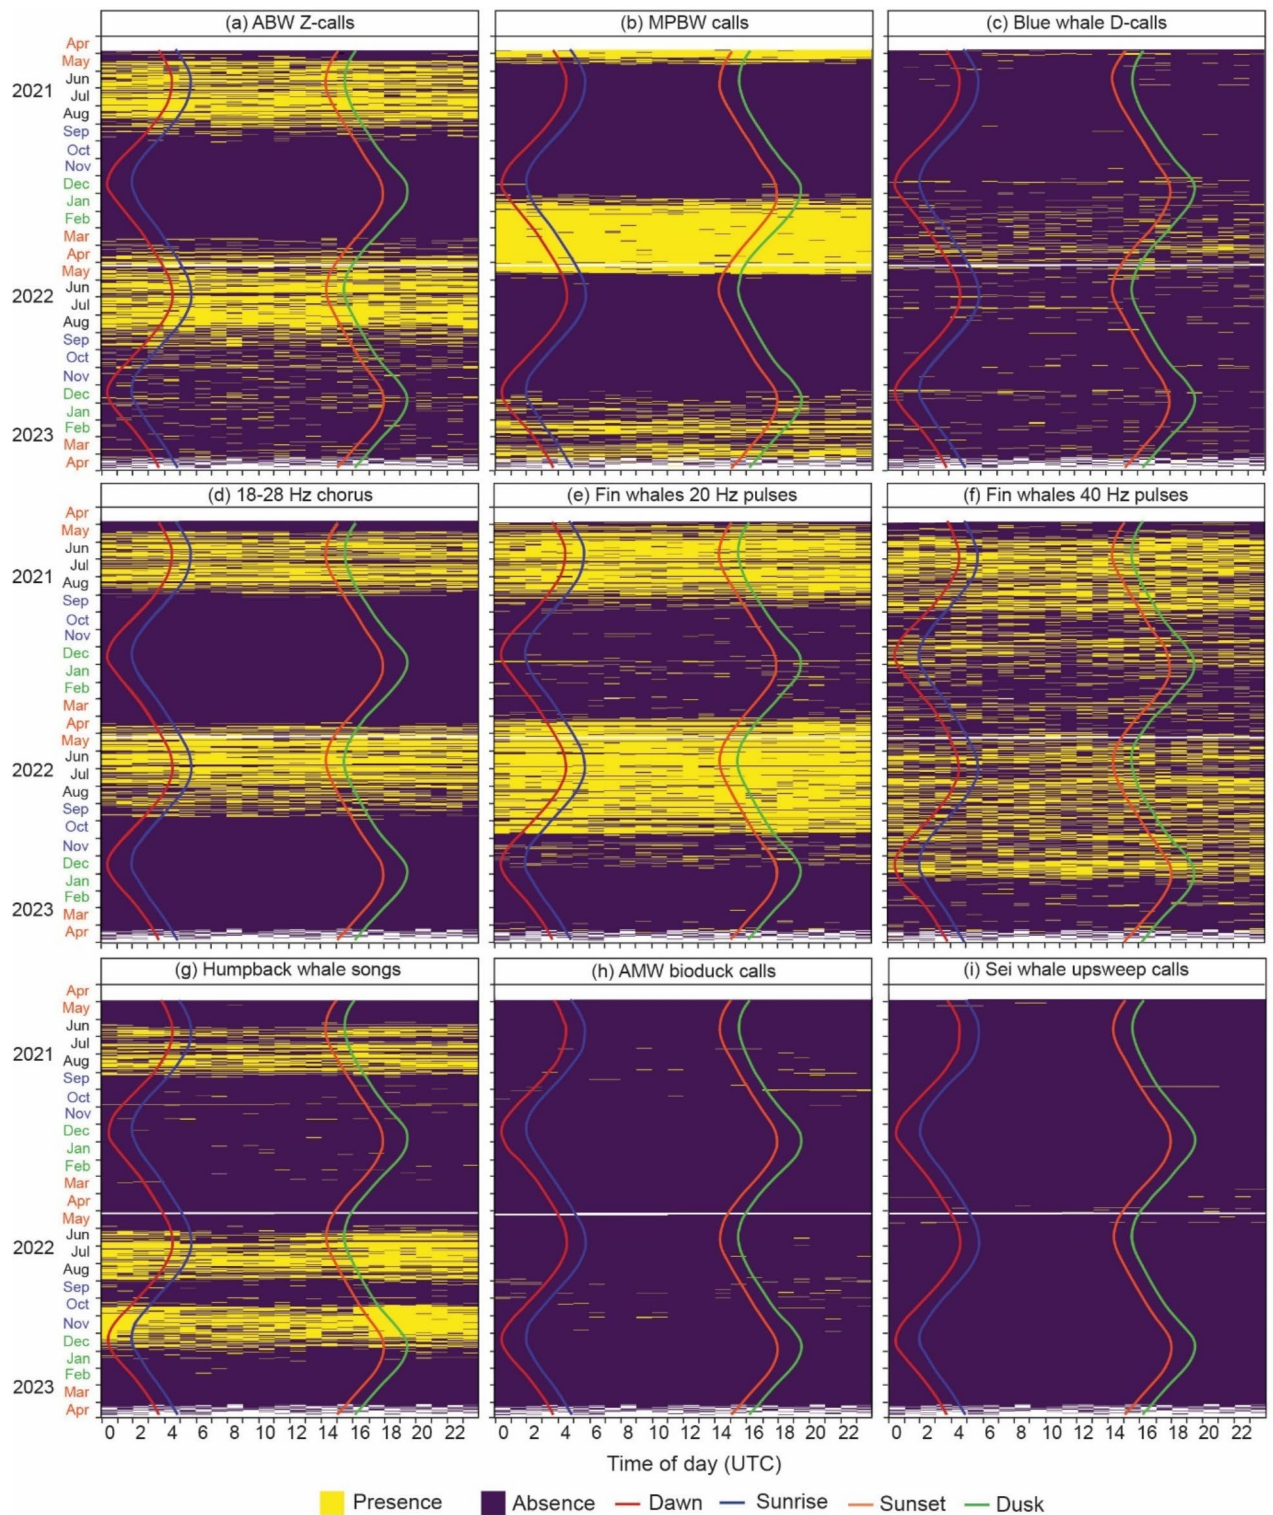 (a) ABW Z-calls
(b) MPBW calls
(c) Blue whale D-calls
Apr
May
Jun
2021
Jul
Aug
Sep
Oct
Nov
Dec
Jan
Feb
Mar
Apr
May
Jun
2022
Jul
Aug
Sep
Oct
Nov
Dec
Jan
Feb
2023
Mar
Apr
(d) 18-28 Hz chorus
(e) Fin whales 20 Hz pulses
(f) Fin whales 40 Hz pulses
Apr
May
Jun
Jul
2021
Aug
Sep
Oct
Nov
Dec
Jan
Feb
Mar
Apr
May
Jun
2022
Jul
Aug
Sep
Oct
Nov
Dec
Jan
Feb
2023
Mar
Apr
(g) Humpback whale songs
(h) AMW bioduck calls
(i) Sei whale upsweep calls
Apr
May
Jun
Jul
2021
Aug
Sep
Oct
Nov
Dec
Jan
Feb
Mar
Apr
May
Jun
2022
Jul
Aug
Sep
Oct
Nov
Dec
Jan
Feb
2023
Mar
Apr
0 2 4 6 8 10 12 14 16 18 20 22
0 2 4 6 8 10 12 14 16 18 20 22
0 2 4 6 8 10 12 14 16 18 20 22
Time of day (UTC)
Presence Absence Dawn Sunrise Sunset Dusk